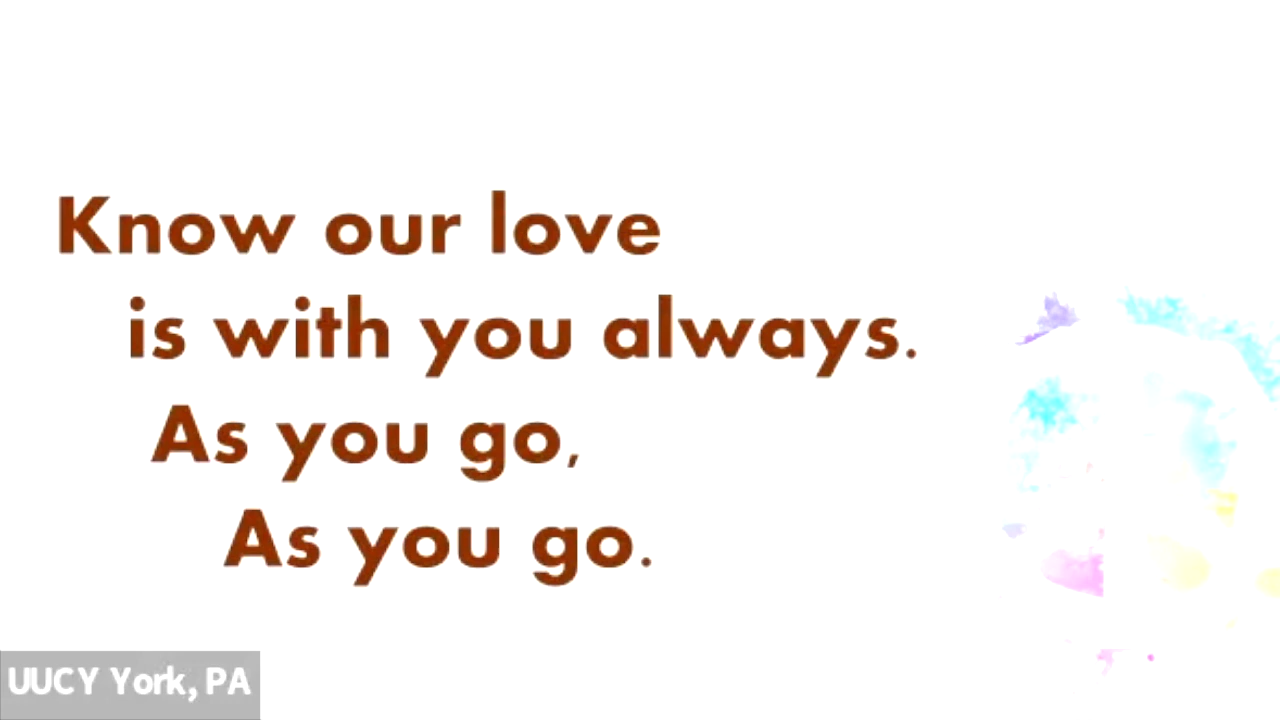 Know our love
is with you always.
As you go,
As you go.
UUCY York, PA